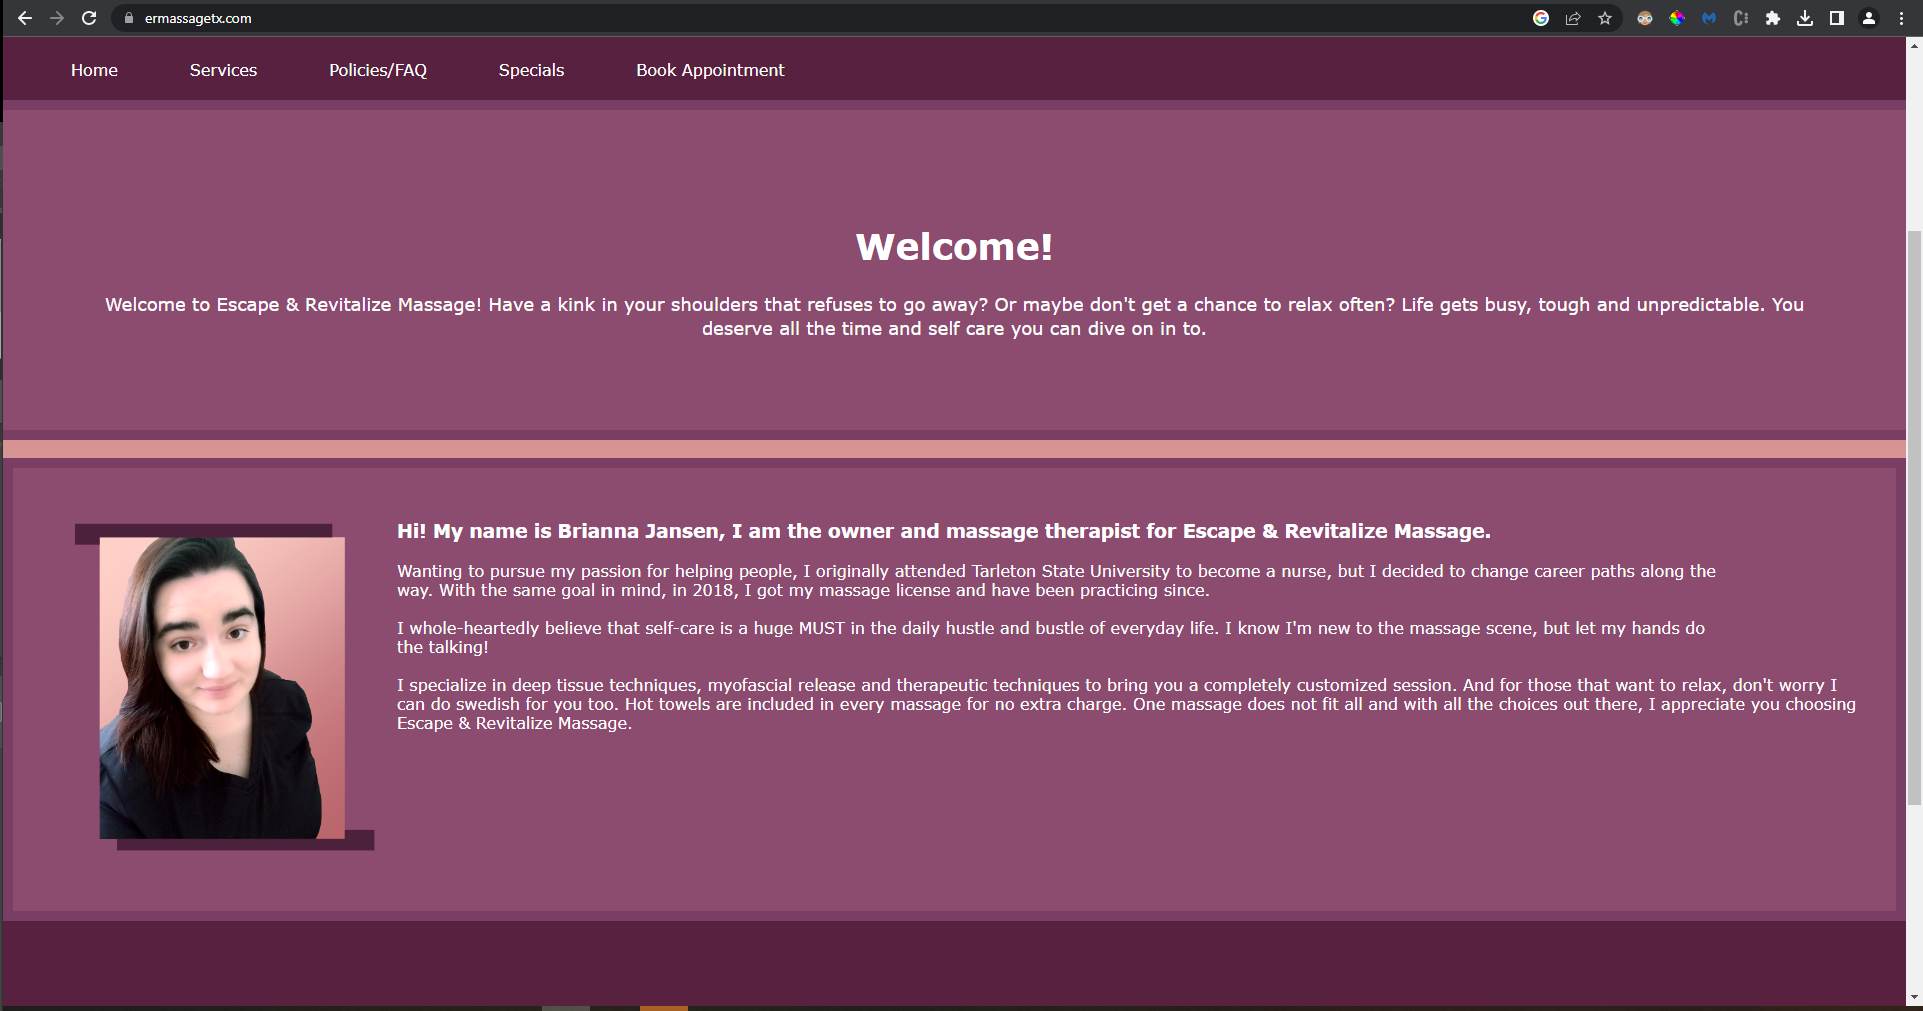 ermassagetx.com
Home Services Policies/FAQ Specials Book Appointment
Welcome!
Welcome to Escape & Revitalize Massage! Have a kink in your shoulders that refuses to go away? Or maybe don't get a chance to relax often? Life gets busy, tough and unpredictable. You
deserve all the time and self care you can dive on in to.
Hi! My name is Brianna Jansen, I am the owner and massage therapist for Escape & Revitalize Massage.
Wanting to pursue my passion for helping people, I originally attended Tarleton State University to become a nurse, but I decided to change career paths along the
way. With the same goal in mind, in 2018, I got my massage license and have been practicing since.
I whole-heartedly believe that self-care is a huge MUST in the daily hustle and bustle of everyday life. I know I'm new to the massage scene, but let my hands do
the talking!
I specialize in deep tissue techniques, myofascial release and therapeutic techniques to bring you a completely customized session. And for those that want to relax, don't worry I
can do swedish for you too. Hot towels are included in every massage for no extra charge. One massage does not fit all and with all the choices out there, I appreciate you choosing
Escape & Revitalize Massage.